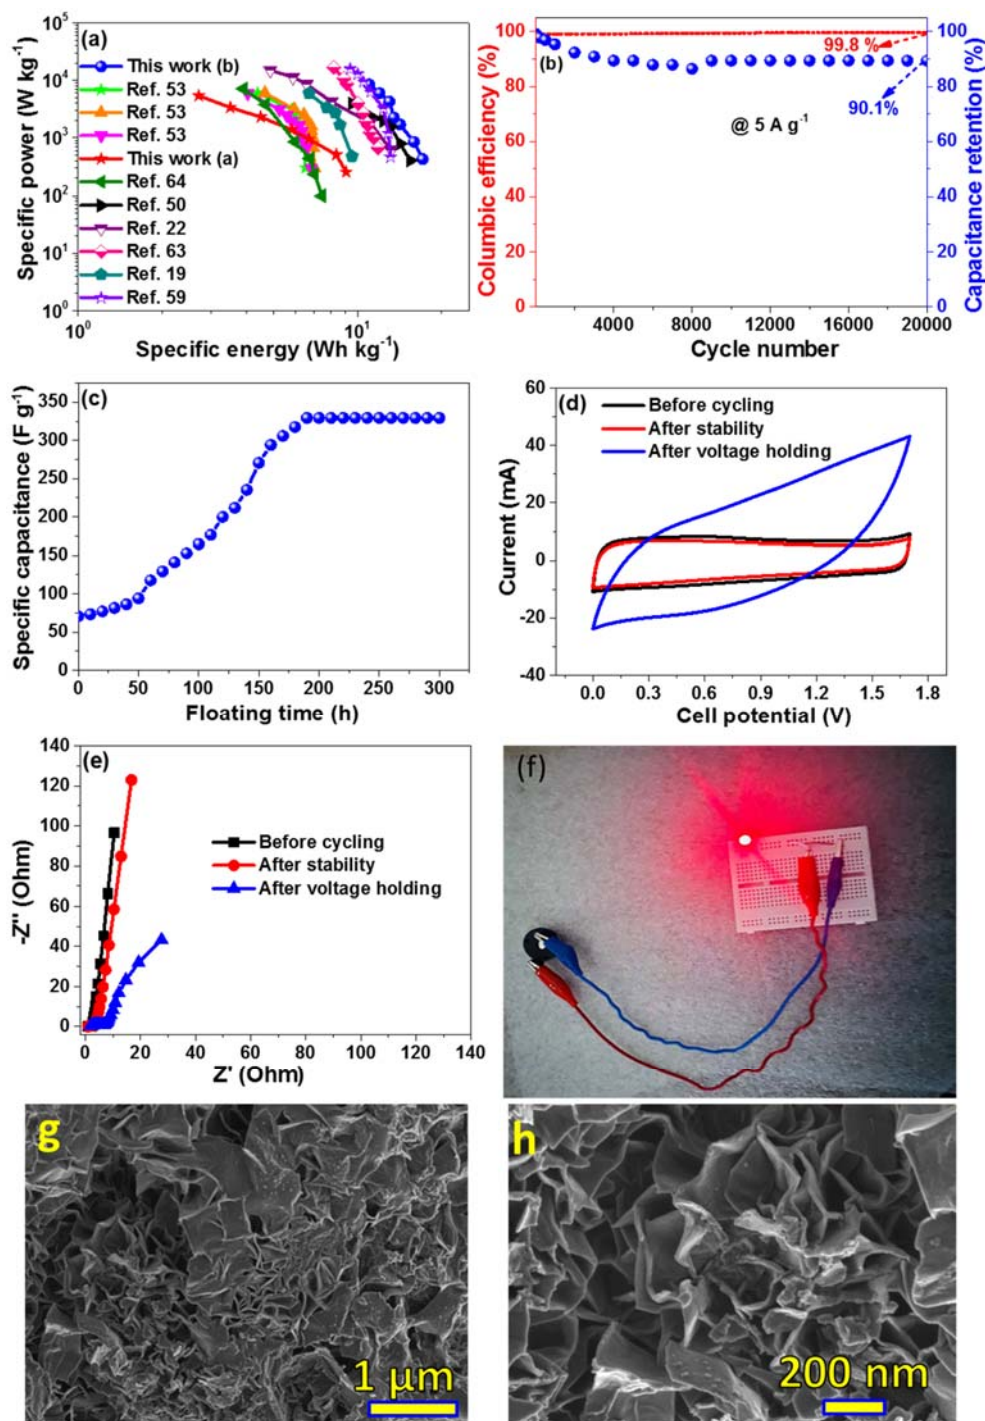 (a)
Specific power (W kg⁻¹)
10⁵
10⁴
10³
10²
10¹
10⁰
This work (b)
Ref. 53
Ref. 53
Ref. 53
This work (a)
Ref. 64
Ref. 50
Ref. 22
Ref. 63
Ref. 19
Ref. 59
10⁰
10¹
Specific energy (Wh kg⁻¹)
(b)
Columbic efficiency (%)
100
80
60
40
20
0
99.8 %
90.1%
@ 5 A g⁻¹
100
80
60
40
20
0
Capacitance retention (%)
4000 8000 12000 16000 20000
Cycle number
(c)
Specific capacitance (F g⁻¹)
350
300
250
200
150
100
50
0
0 50 100 150 200 250 300
Floating time (h)
(d)
Current (mA)
60
40
20
0
-20
-40
Before cycling
After stability
After voltage holding
0.0 0.3 0.6 0.9 1.2 1.5 1.8
Cell potential (V)
(e)
-Z'' (Ohm)
140
120
100
80
60
40
20
0
Before cycling
After stability
After voltage holding
0 20 40 60 80 100 120 140
Z' (Ohm)
(f)
g
1 μm
h
200 nm